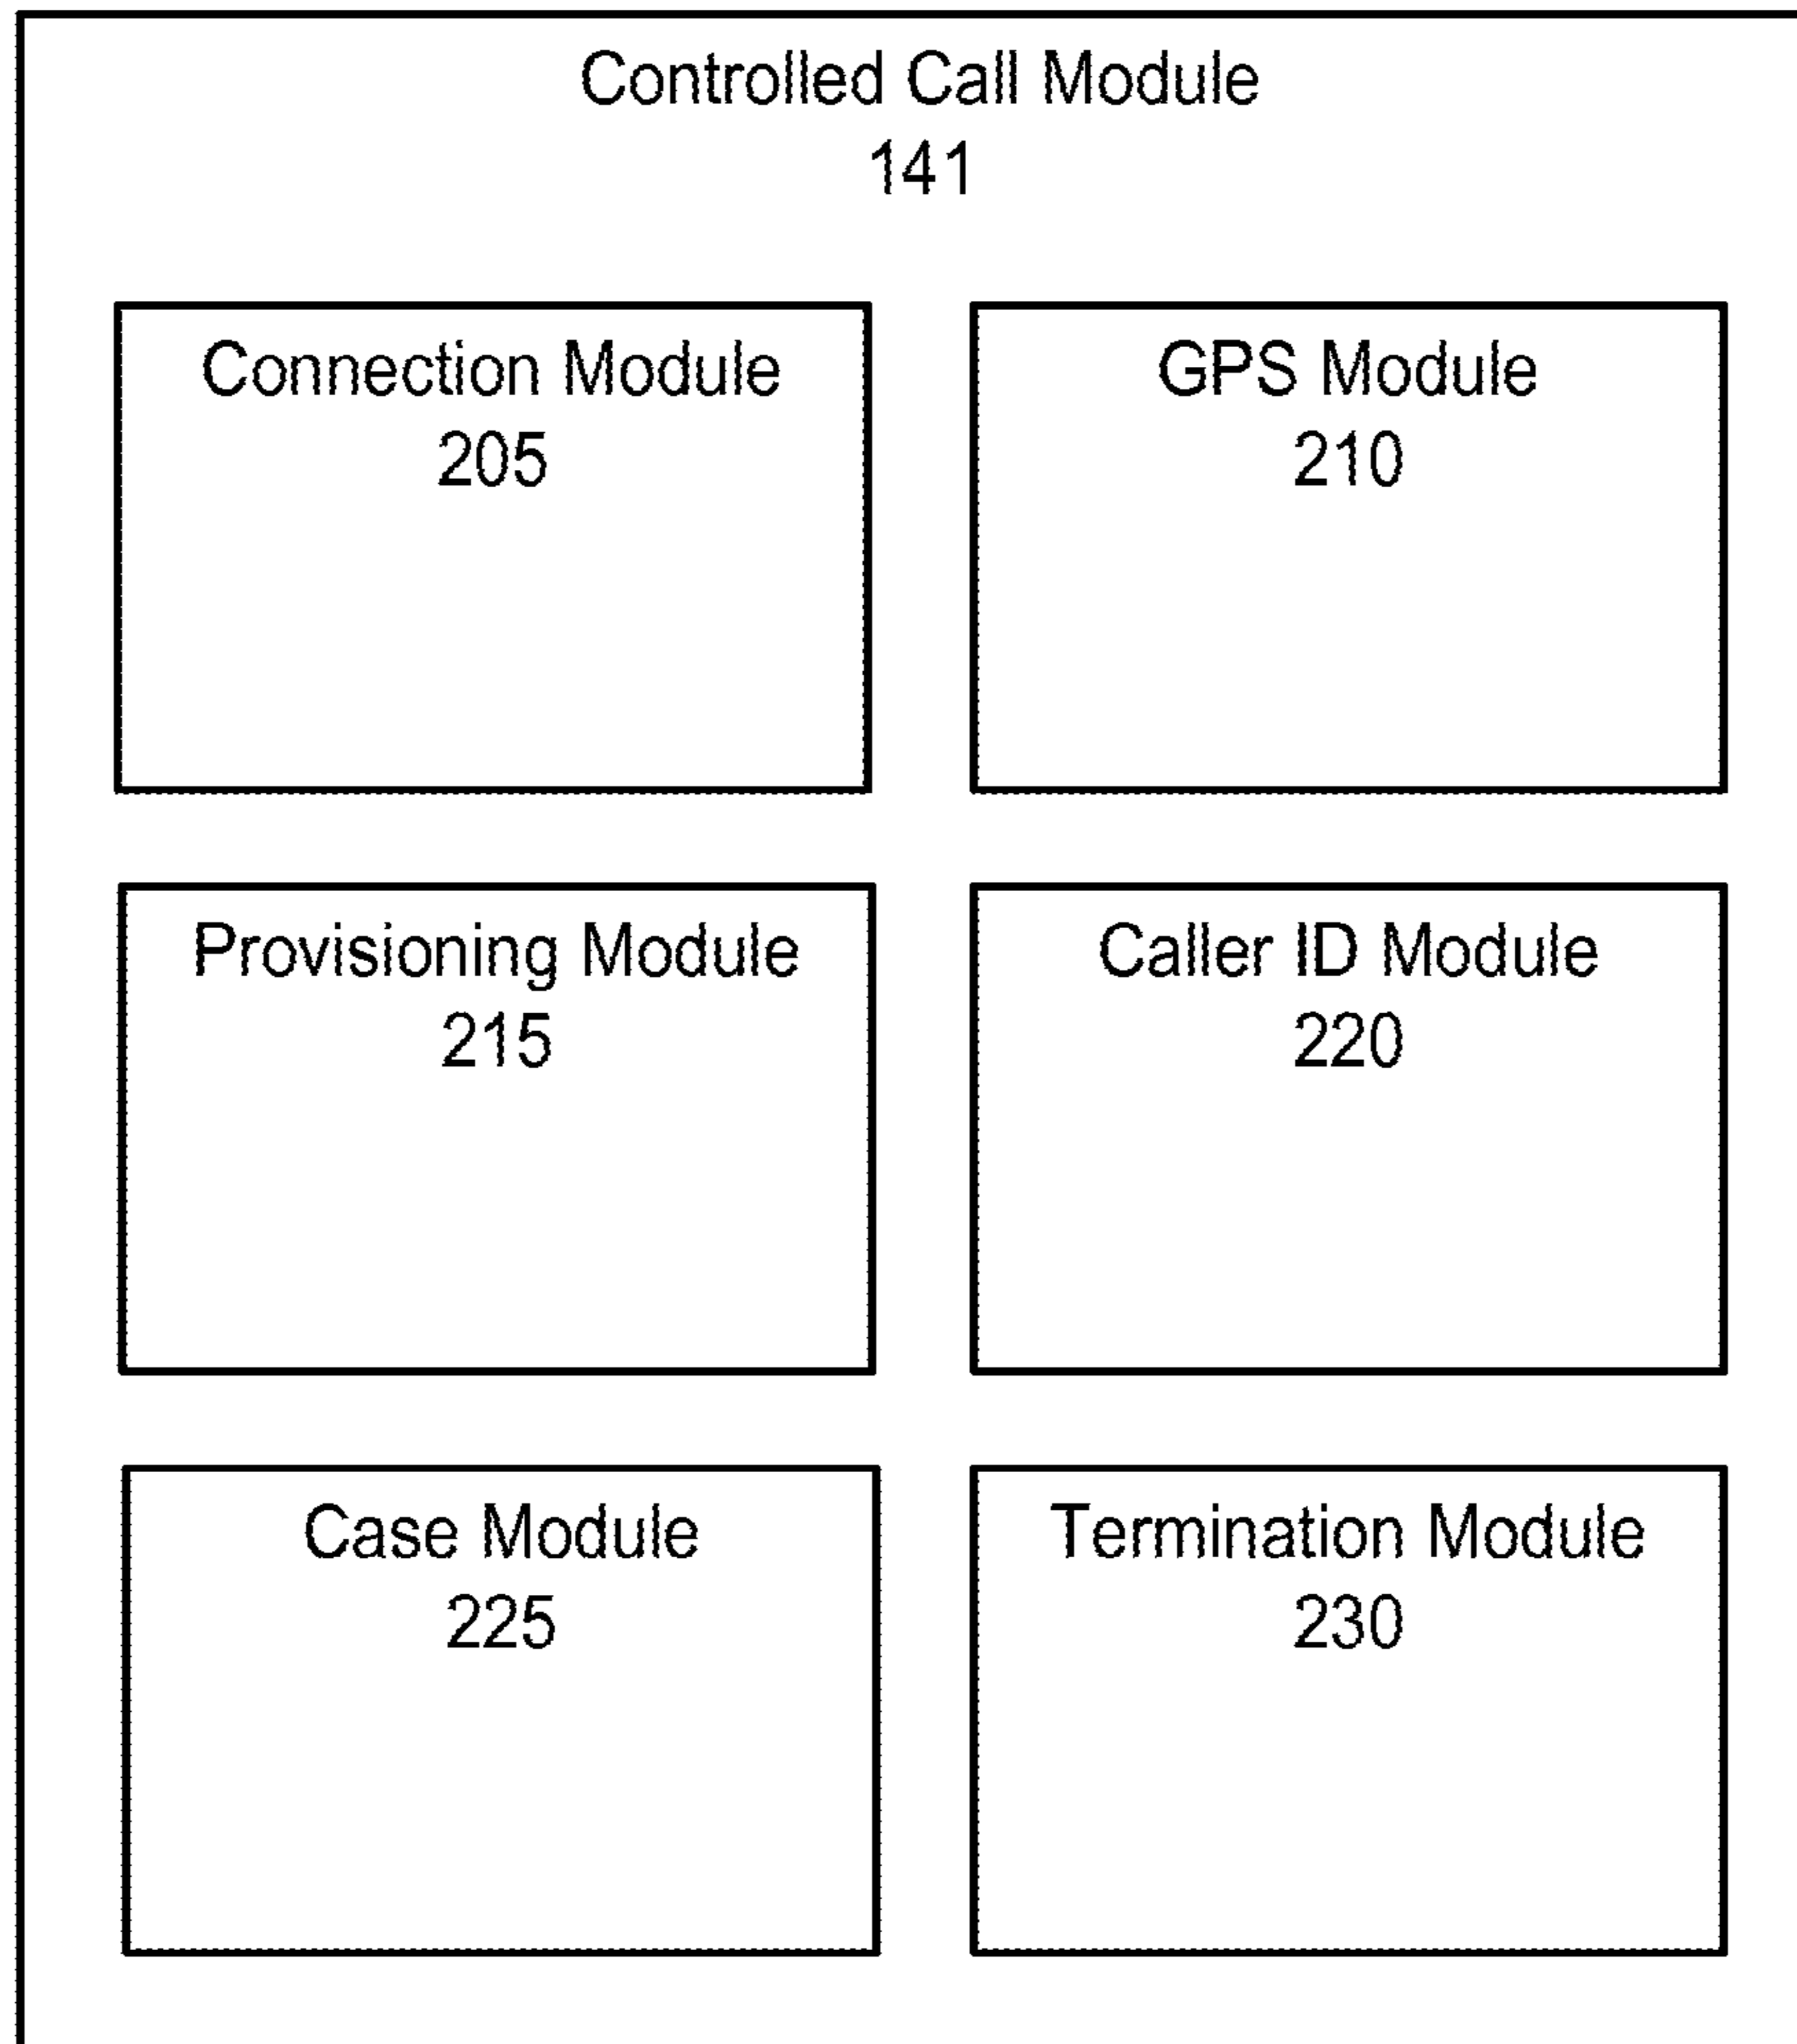 Controlled Call Module
141
Connection Module
205
GPS Module
210
Provisioning Module
215
Caller ID Module
220
Case Module
225
Termination Module
230